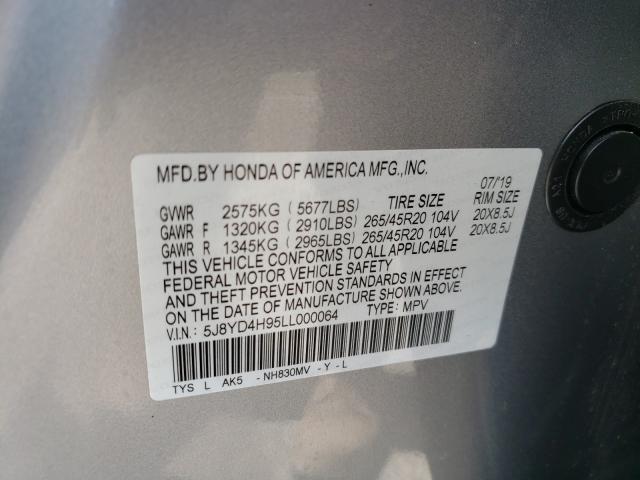 MFD.BY HONDA OF AMERICA MFG.,INC.
07/19
GVWR 2575KG ( 5677LBS) TIRE SIZE RIM SIZE
GAWR F 1320KG ( 2910LBS) 265/45R20 104V 20X8.5J
GAWR R 1345KG ( 2965LBS) 265/45R20 104V 20X8.5J
THIS VEHICLE CONFORMS TO ALL APPLICABLE
FEDERAL MOTOR VEHICLE SAFETY
AND THEFT PREVENTION STANDARDS IN EFFECT
ON THE DATE OF MANUFACTURE SHOWN ABOVE.
V.I.N.: 5J8YD4H95LL000064 TYPE: MPV
TYS L AK5 -NH830MV -Y -L